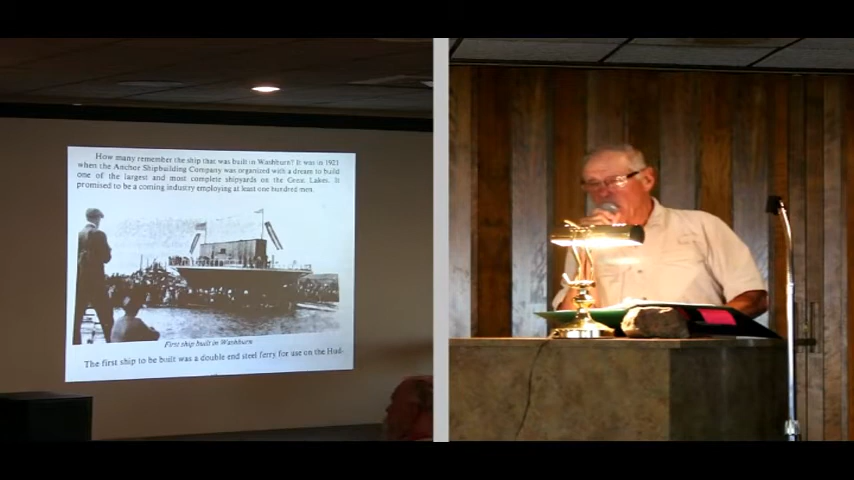 How many remember the ship that was built in Washburn? It was in 1921
when the Anchor Shipbuilding Company was organized with a dream to build
one of the largest and most complete shipyards on the Great Lakes. It
promised to be a coming industry employing at least one hundred men.
First ship built in Washburn
The first ship to be built was a double end steel ferry for use on the Hud-